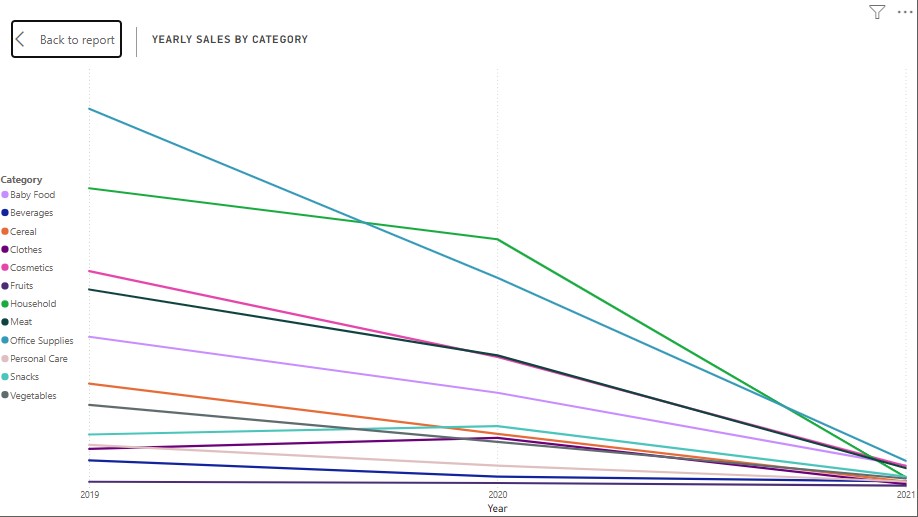 Back to report
YEARLY SALES BY CATEGORY
Category
Baby Food
Beverages
Cereal
Clothes
Cosmetics
Fruits
Household
Meat
Office Supplies
Personal Care
Snacks
Vegetables
2019 2020 2021
Year